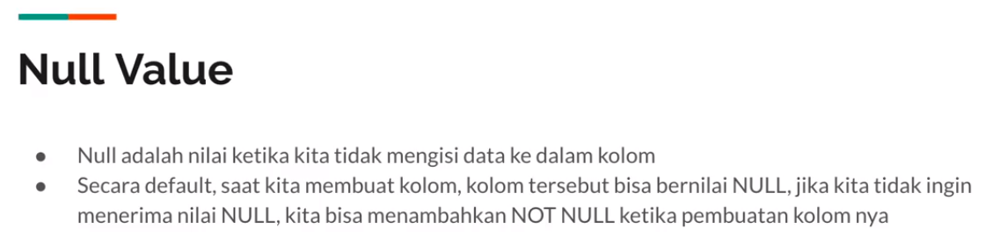 Null Value
● Null adalah nilai ketika kita tidak mengisi data ke dalam kolom
● Secara default, saat kita membuat kolom, kolom tersebut bisa bernilai NULL, jika kita tidak ingin
menerima nilai NULL, kita bisa menambahkan NOT NULL ketika pembuatan kolom nya